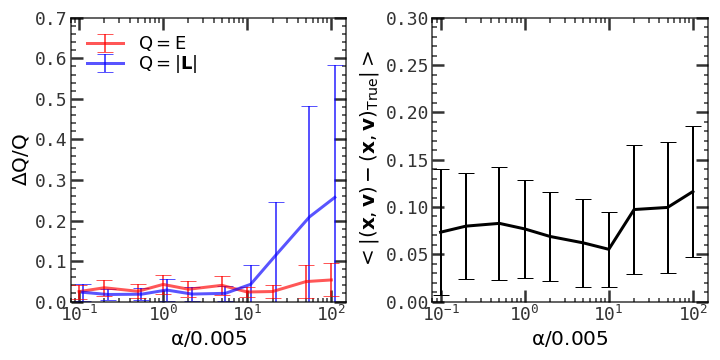 0.7
0.6
0.5
0.4
0.3
0.2
0.1
0.0
ΔQ/Q
Q = E
Q = |L|
10⁻¹ 10⁰ 10¹ 10²
α/0.005
0.30
0.25
0.20
0.15
0.10
0.05
0.00
< |(x, v) − (x, v)True| >
10⁻¹ 10⁰ 10¹ 10²
α/0.005